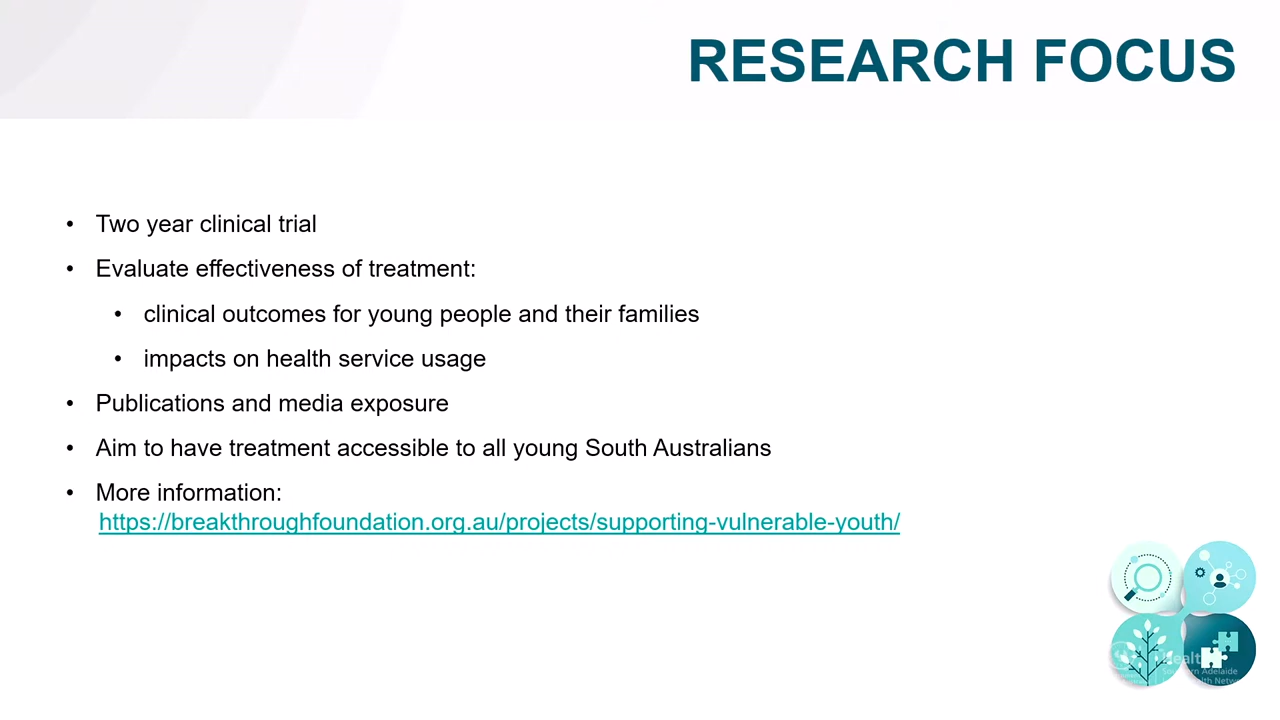 RESEARCH FOCUS
• Two year clinical trial
• Evaluate effectiveness of treatment:
• clinical outcomes for young people and their families
• impacts on health service usage
• Publications and media exposure
• Aim to have treatment accessible to all young South Australians
• More information:
https://breakthroughfoundation.org.au/projects/supporting-vulnerable-youth/
Health
Adelaide